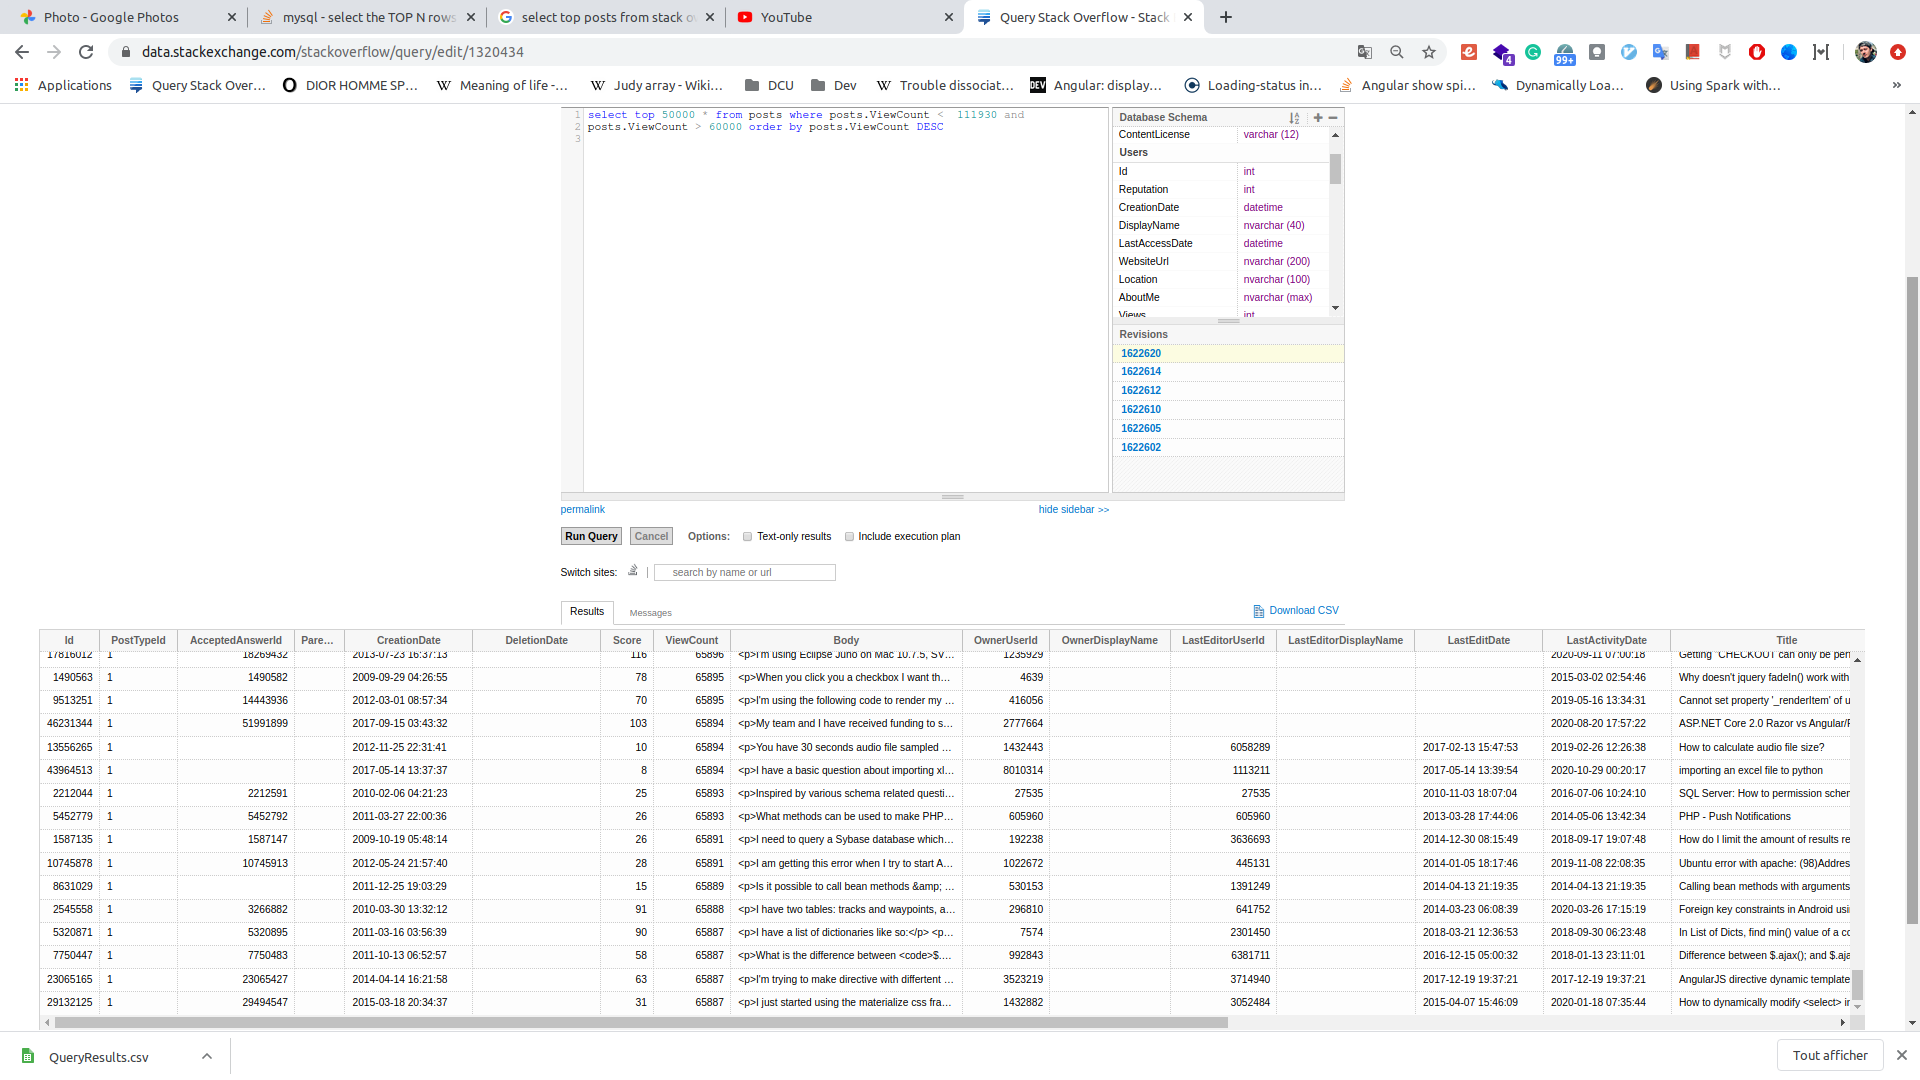 Photo - Google Photos
mysql - select the TOP N rows
select top posts from stack o
YouTube
Query Stack Overflow - Stack
data.stackexchange.com/stackoverflow/query/edit/1320434
4
99+
Applications
Query Stack Over...
DIOR HOMME SP...
Meaning of life -...
Judy array - Wiki...
DCU
Dev
Trouble dissociat...
DEV
Angular: display...
Loading-status in...
Angular show spi...
Dynamically Loa...
Using Spark with...
»
1 select top 50000 * from posts where posts.ViewCount < 111930 and
2 posts.ViewCount > 60000 order by posts.ViewCount DESC
3
Database Schema
ContentLicense varchar (12)
Users
Id int
Reputation int
CreationDate datetime
DisplayName nvarchar (40)
LastAccessDate datetime
WebsiteUrl nvarchar (200)
Location nvarchar (100)
AboutMe nvarchar (max)
Views int
Revisions
1622620
1622614
1622612
1622610
1622605
1622602
permalink
hide sidebar >>
Run Query Cancel Options: Text-only results Include execution plan
Switch sites: | search by name or url
Results Messages
Download CSV
Id PostTypeId AcceptedAnswerId Pare... CreationDate DeletionDate Score ViewCount Body OwnerUserId OwnerDisplayName LastEditorUserId LastEditorDisplayName LastEditDate LastActivityDate Title
17816012 1 18269432 2013-07-23 16:37:13 116 65896 <p>I'm using Eclipse Juno on Mac 10.7.5, SV... 1235929 2020-09-11 07:00:18 Getting 'CHECKOUT can only be per
1490563 1 1490582 2009-09-29 04:26:55 78 65895 <p>When you click you a checkbox I want th... 4639 2015-03-02 02:54:46 Why doesn't jquery fadeIn() work with
9513251 1 14443936 2012-03-01 08:57:34 70 65895 <p>I'm using the following code to render my ... 416056 2019-05-16 13:34:31 Cannot set property '_renderItem' of u
46231344 1 51991899 2017-09-15 03:43:32 103 65894 <p>My team and I have received funding to s... 2777664 2020-08-20 17:57:22 ASP.NET Core 2.0 Razor vs Angular/F
13556265 1 2012-11-25 22:31:41 10 65894 <p>You have 30 seconds audio file sampled ... 1432443 6058289 2017-02-13 15:47:53 2019-02-26 12:26:38 How to calculate audio file size?
43964513 1 2017-05-14 13:37:37 8 65894 <p>I have a basic question about importing xl... 8010314 1113211 2017-05-14 13:39:54 2020-10-29 00:20:17 importing an excel file to python
2212044 1 2212591 2010-02-06 04:21:23 25 65893 <p>Inspired by various schema related questi... 27535 27535 2010-11-03 18:07:04 2016-07-06 10:24:10 SQL Server: How to permission scher
5452779 1 5452792 2011-03-27 22:00:36 26 65893 <p>What methods can be used to make PHP... 605960 605960 2013-03-28 17:44:06 2014-05-06 13:42:34 PHP - Push Notifications
1587135 1 1587147 2009-10-19 05:48:14 26 65891 <p>I need to query a Sybase database which... 192238 3636693 2014-12-30 08:15:49 2018-09-17 19:07:48 How do I limit the amount of results re
10745878 1 10745913 2012-05-24 21:57:40 28 65891 <p>I am getting this error when I try to start A... 1022672 445131 2014-01-05 18:17:46 2019-11-08 22:08:35 Ubuntu error with apache: (98)Addres
8631029 1 2011-12-25 19:03:29 15 65889 <p>Is it possible to call bean methods &amp; ... 530153 1391249 2014-04-13 21:19:35 2014-04-13 21:19:35 Calling bean methods with arguments
2545558 1 3266882 2010-03-30 13:32:12 91 65888 <p>I have two tables: tracks and waypoints, a... 296810 641752 2014-03-23 06:08:39 2020-03-26 17:15:19 Foreign key constraints in Android usi
5320871 1 5320895 2011-03-16 03:56:39 90 65887 <p>I have a list of dictionaries like so:</p> <p... 7574 2301450 2018-03-21 12:36:53 2018-09-30 06:23:48 In List of Dicts, find min() value of a co
7750447 1 7750483 2011-10-13 06:52:57 58 65887 <p>What is the difference between <code>$.... 992843 6381711 2016-12-15 05:00:32 2018-01-13 23:11:01 Difference between $.ajax(); and $.aja
23065165 1 23065427 2014-04-14 16:21:58 63 65887 <p>I'm trying to make directive with differtent ... 3523219 3714940 2017-12-19 19:37:21 2017-12-19 19:37:21 AngularJS directive dynamic template
29132125 1 29494547 2015-03-18 20:34:37 31 65887 <p>I just started using the materialize css fra... 1432882 3052484 2015-04-07 15:46:09 2020-01-18 07:35:44 How to dynamically modify <select> ir
QueryResults.csv
Tout afficher